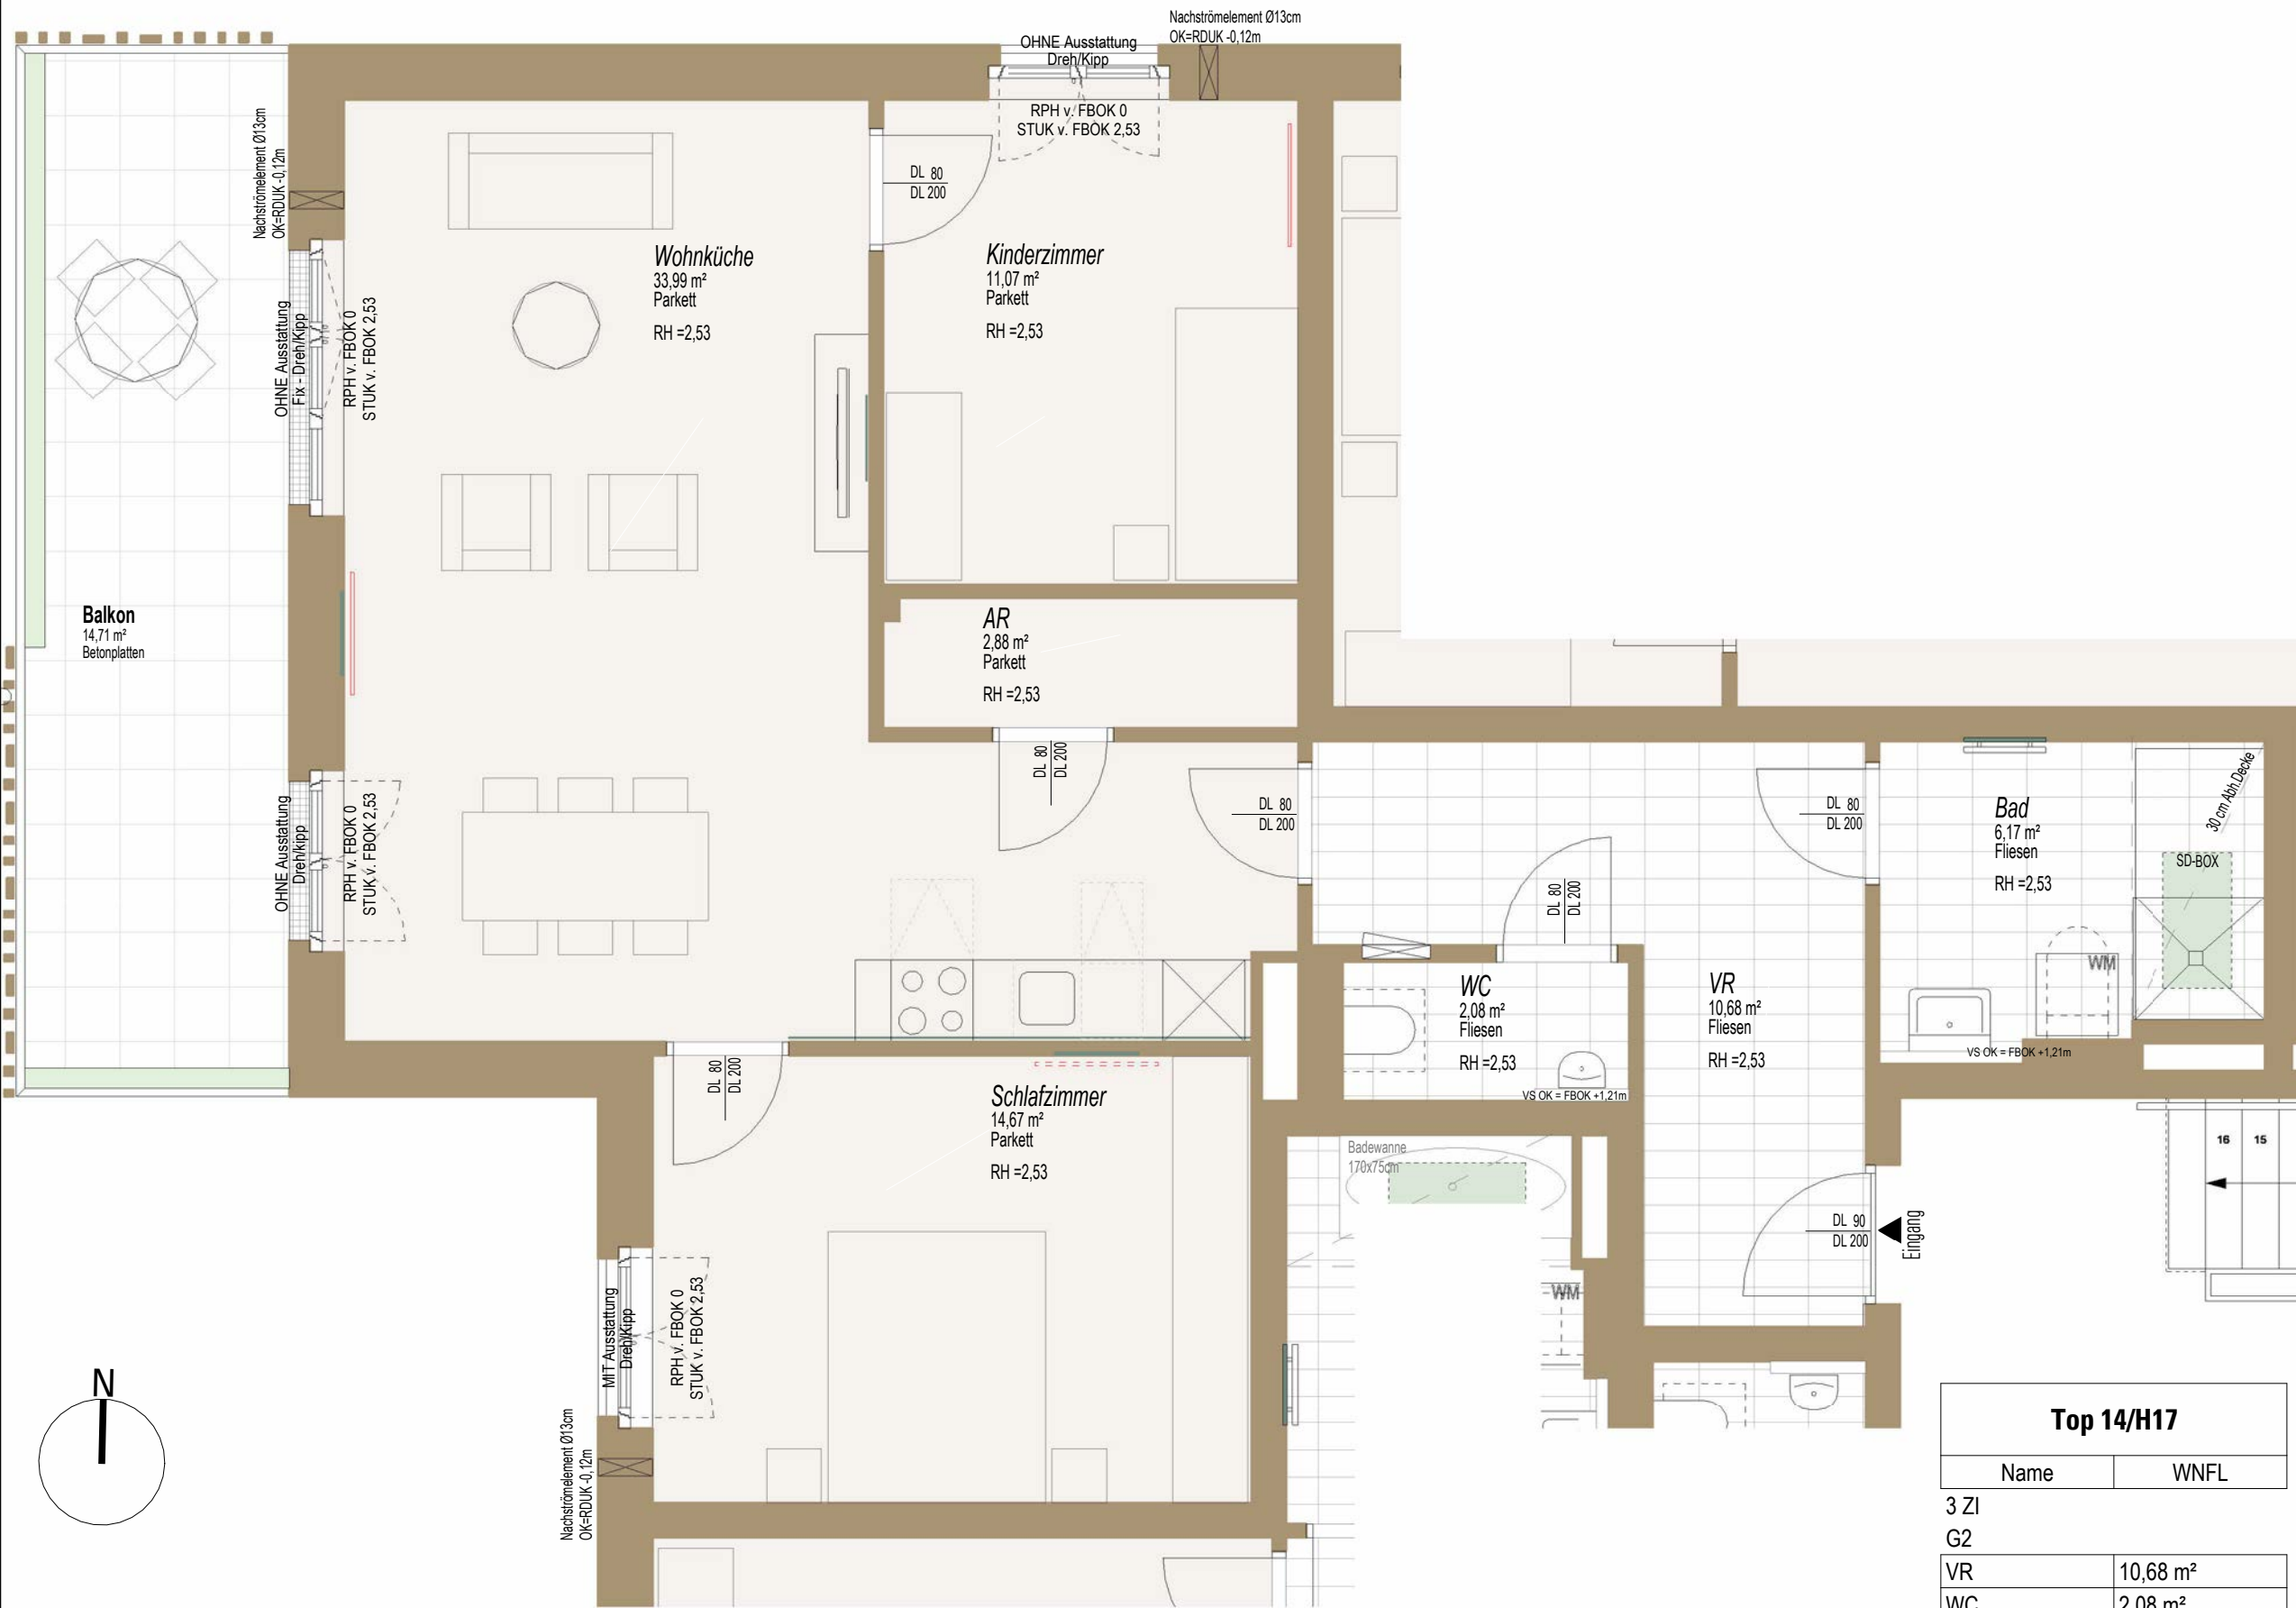 Nachströmelement Ø13cm
OK=RDUK -0,12m
OHNE Ausstattung
Dreh/Kipp
RPH v. FBOK 0
STUK v. FBOK 2,53
Nachströmelement Ø13cm
OK=RDUK -0,12m
DL 80
DL 200
Wohnküche
33,99 m²
Parkett
RH =2,53
Kinderzimmer
11,07 m²
Parkett
RH =2,53
OHNE Ausstattung
Fix - Dreh/Kipp
RPH v. FBOK 0
STUK v. FBOK 2,53
Balkon
14,71 m²
Betonplatten
AR
2,88 m²
Parkett
RH =2,53
DL 80
DL 200
DL 80
DL 200
DL 80
DL 200
Bad
6,17 m²
Fliesen
RH =2,53
30 cm Abh.Decke
SD-BOX
OHNE Ausstattung
Dreh/kipp
RPH v. FBOK 0
STUK v. FBOK 2,53
DL 80
DL 200
WM
WC
2,08 m²
Fliesen
RH =2,53
VS OK = FBOK +1,21m
VR
10,68 m²
Fliesen
RH =2,53
VS OK = FBOK +1,21m
DL 80
DL 200
Schlafzimmer
14,67 m²
Parkett
RH =2,53
Badewanne
170x75cm
16 15
DL 90
DL 200
Eingang
WM
MIT Ausstattung
Dreh/Kipp
RPH v. FBOK 0
STUK v. FBOK 2,53
N
Nachströmelement Ø13cm
OK=RDUK -0,12m
Top 14/H17
Name WNFL
3 ZI
G2
VR 10,68 m²
WC 2,08 m²